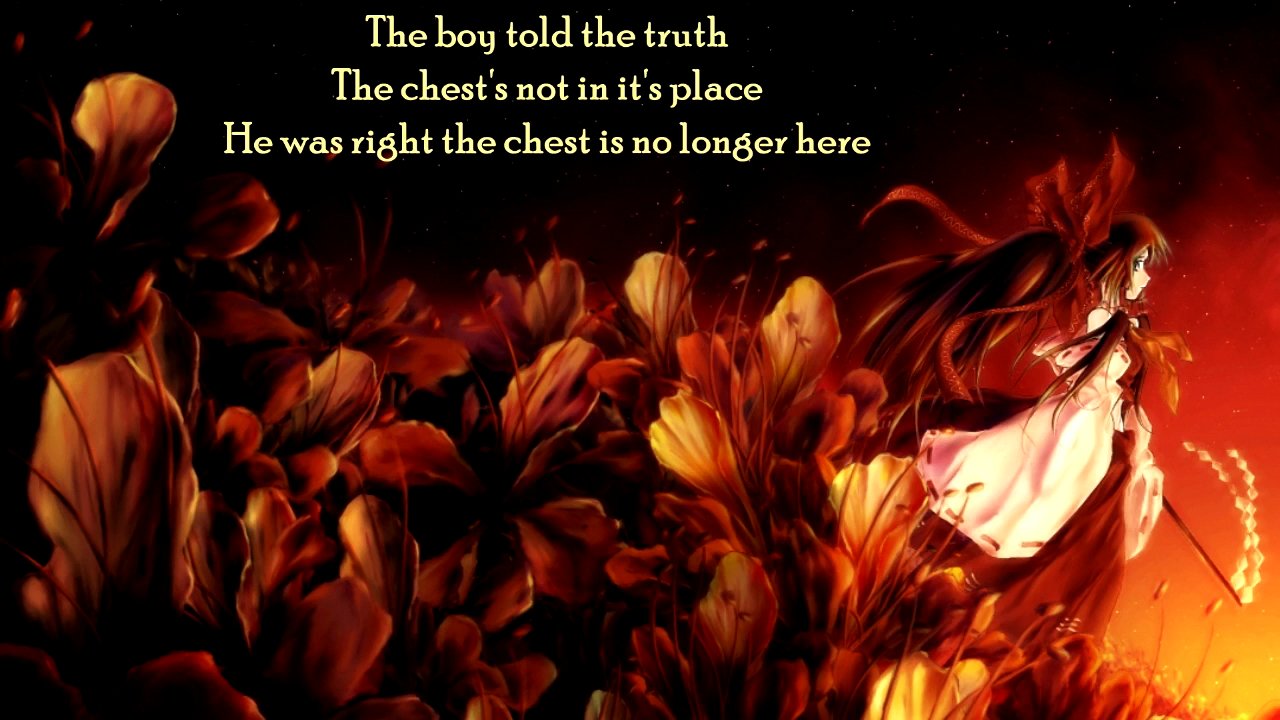 The boy told the truth
The chest's not in it's place
He was right the chest is no longer here